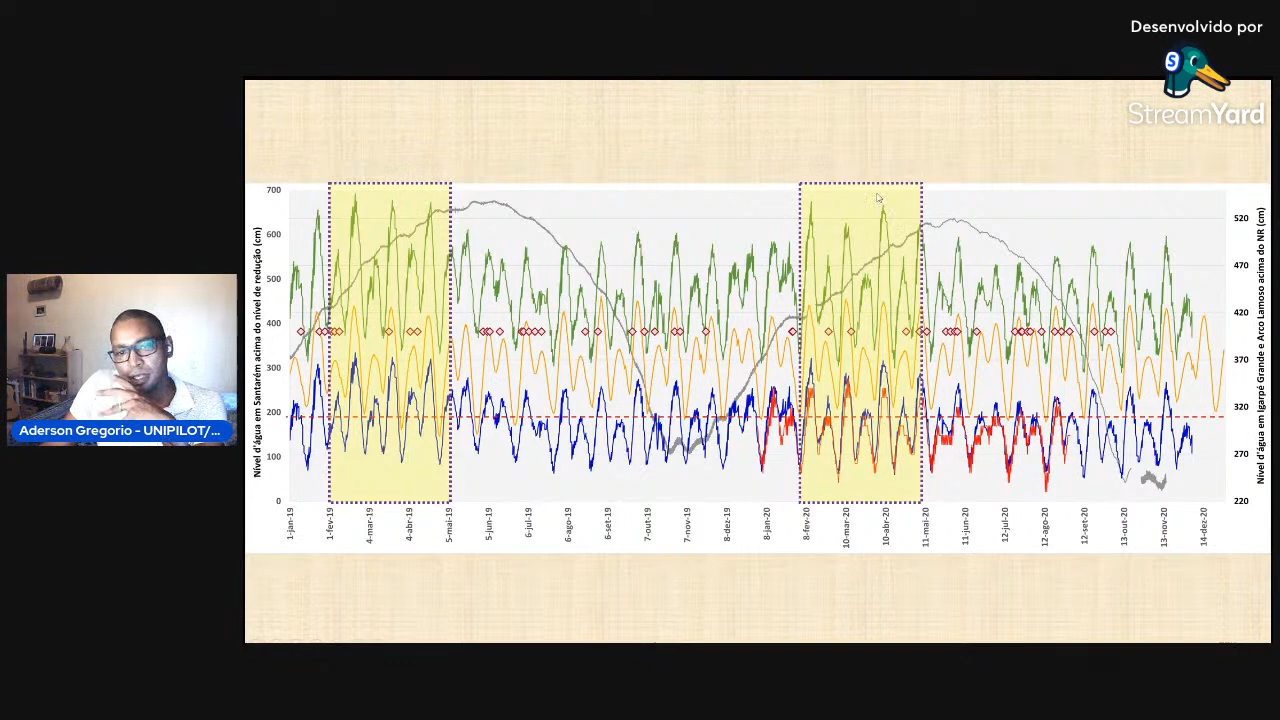 Desenvolvido por
StreamYard
Aderson Gregorio - UNIPILOT/...
Nível d'água em Santarém acima do nível de redução (cm)
700
600
500
400
300
200
100
0
520
470
420
370
320
270
220
Nível d'água em Igarpé Grande e Arco Lamoso acima do NR (cm)
1-jan-19
1-fev-19
4-mar-19
4-abr-19
5-mai-19
5-jun-19
6-jul-19
6-ago-19
6-set-19
7-out-19
7-nov-19
8-dez-19
8-jan-20
8-fev-20
10-mar-20
10-abr-20
11-mai-20
11-jun-20
12-jul-20
12-ago-20
12-set-20
13-out-20
13-nov-20
14-dez-20